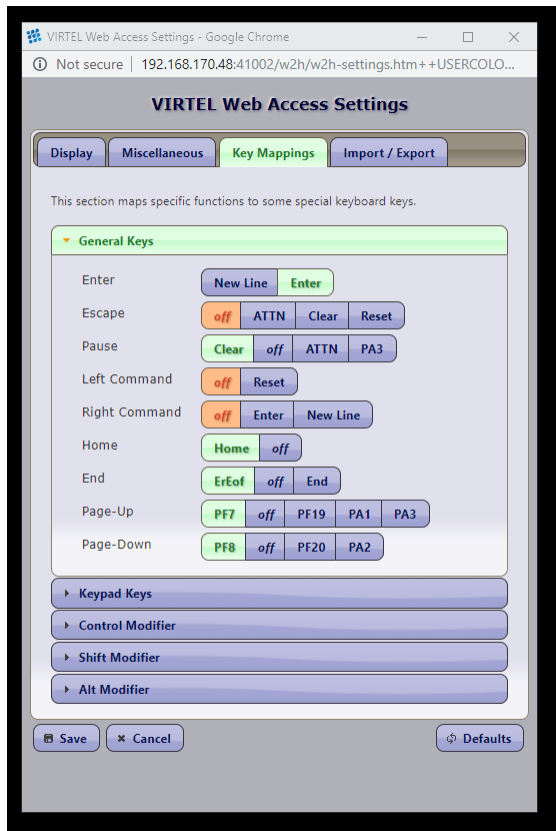 VIRTEL Web Access Settings - Google Chrome
Not secure | 192.168.170.48:41002/w2h/w2h-settings.htm++USERCOLO...
VIRTEL Web Access Settings
Display Miscellaneous Key Mappings Import / Export
This section maps specific functions to some special keyboard keys.
General Keys
Enter New Line Enter
Escape off ATTN Clear Reset
Pause Clear off ATTN PA3
Left Command off Reset
Right Command off Enter New Line
Home Home off
End ErEof off End
Page-Up PF7 off PF19 PA1 PA3
Page-Down PF8 off PF20 PA2
Keypad Keys
Control Modifier
Shift Modifier
Alt Modifier
Save Cancel Defaults